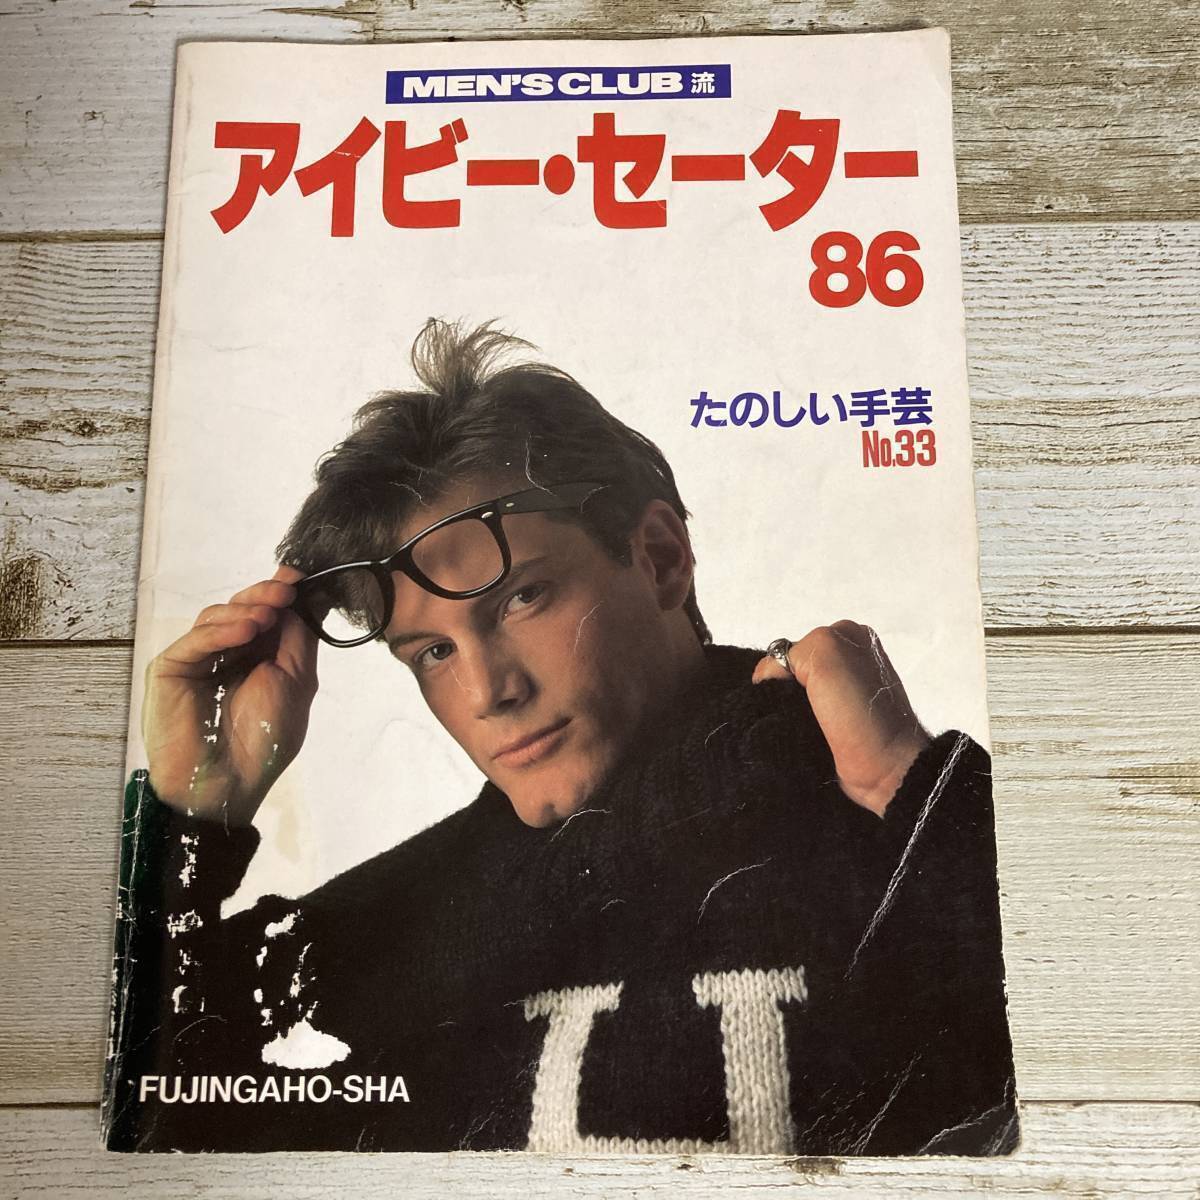 MEN'S CLUB 流
アイビー・セーター
86
たのしい手芸
No.33
U
FUJINGAHO-SHA